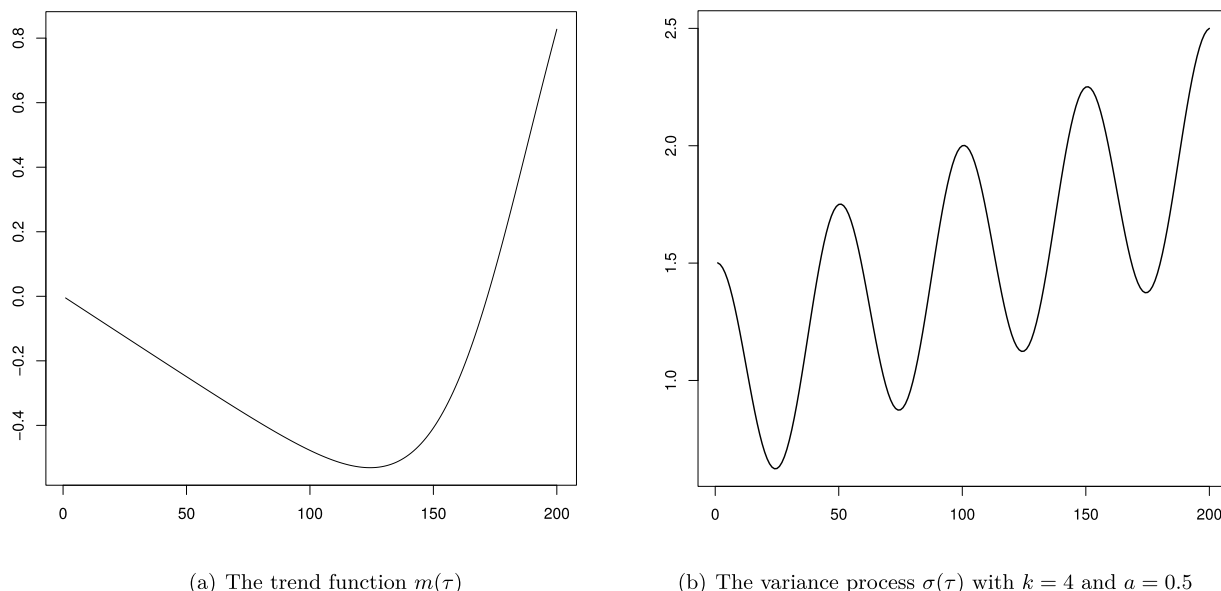 0.8
0.6
0.4
0.2
0.0
−0.2
−0.4
0 50 100 150 200
(a) The trend function m(τ)
2.5
2.0
1.5
1.0
0 50 100 150 200
(b) The variance process σ(τ) with k = 4 and a = 0.5